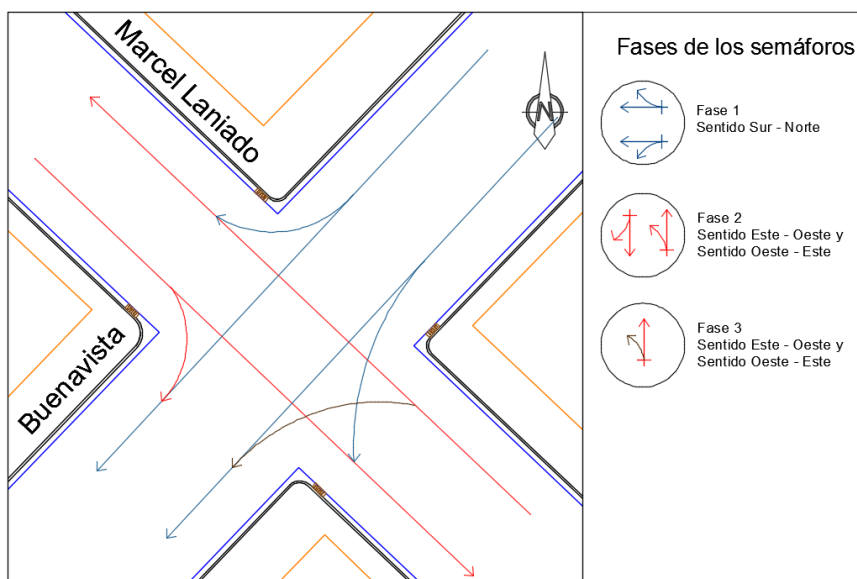 Marcel Laniado
Buenavista
N
Fases de los semáforos
Fase 1
Sentido Sur - Norte
Fase 2
Sentido Este - Oeste y
Sentido Oeste - Este
Fase 3
Sentido Este - Oeste y
Sentido Oeste - Este